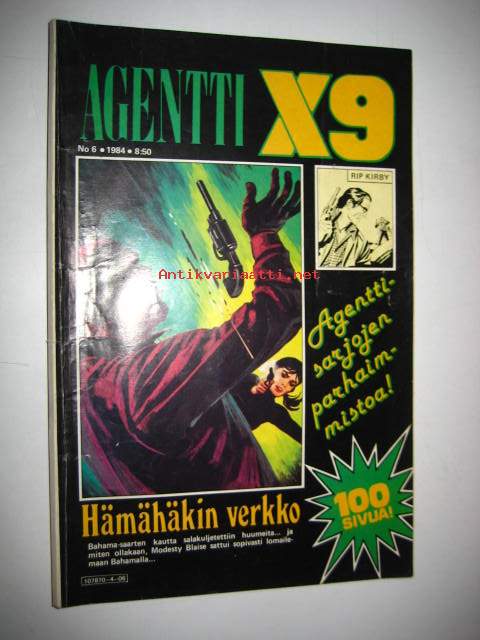 AGENTTI X9
No 6 • 1984 • 8:50
RIP KIRBY
Antikvariaatti.net
Agentti-
sarjojen
parhaim-
mistoa!
100
SIVUA!
Hämähäkin verkko
Bahama-saarten kautta salakuljetettiin huumeita... ja
miten ollakaan, Modesty Blaise sattui sopivasti lomaile-
maan Bahamalla...
107870-4-06